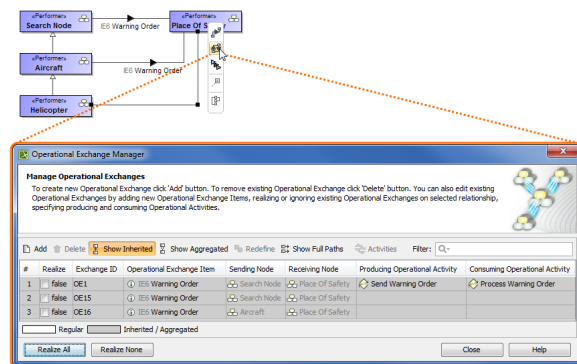 «Performer»
Search Node
IE6 Warning Order
«Performer»
Place Of
«Performer»
Aircraft
IE6 Warning Order
«Performer»
Helicopter
Operational Exchange Manager
Manage Operational Exchanges
To create new Operational Exchange click 'Add' button. To remove existing Operational Exchange click 'Delete' button. You can also edit existing
Operational Exchanges by adding new Operational Exchange Items, realizing or ignoring existing Operational Exchanges on selected relationship,
specifying producing and consuming Operational Activities.
Add Delete Show Inherited Show Aggregated Redefine Show Full Paths Activities Filter:
# Realize Exchange ID Operational Exchange Item Sending Node Receiving Node Producing Operational Activity Consuming Operational Activity
1 false OE1 IE6 Warning Order Search Node Place Of Safety Send Warning Order Process Warning Order
2 false OE15 IE6 Warning Order Search Node Place Of Safety
3 false OE16 IE6 Warning Order Aircraft Place Of Safety
Regular Inherited / Aggregated
Realize All Realize None Close Help